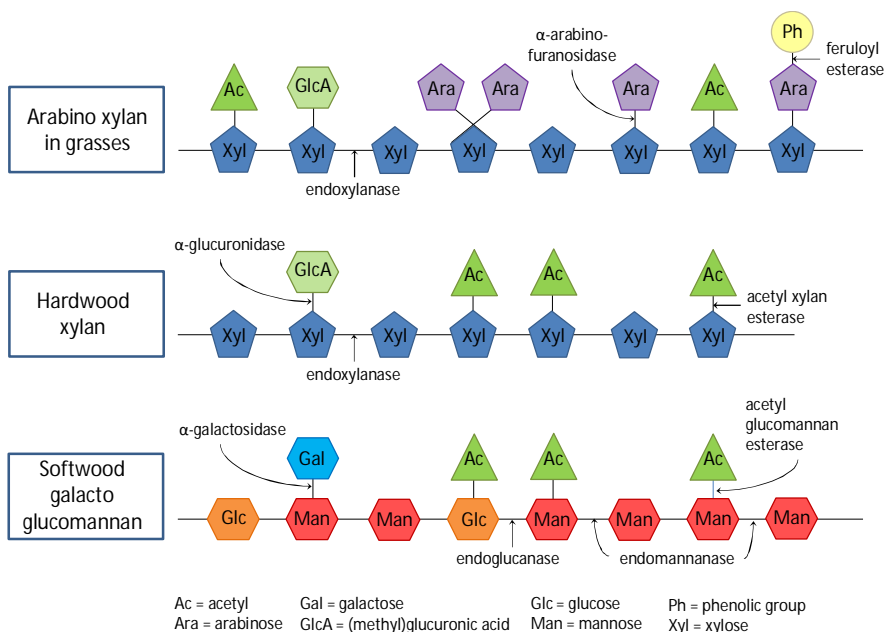 Ph
α-arabino-
furanosidase
feruloyl
esterase
Ac
GlcA
Ara
Ara
Ara
Ara
Arabino xylan
in grasses
Xyl
Xyl
Xyl
Xyl
Xyl
Xyl
Xyl
Xyl
Ac
endoxylanase
α-glucuronidase
GlcA
Ac
Ac
Ac
Hardwood
xylan
acetyl xylan
esterase
Xyl
Xyl
Xyl
Xyl
Xyl
Xyl
Xyl
endoxylanase
α-galactosidase
acetyl
glucomannan
esterase
Gal
Ac
Ac
Ac
Softwood
galacto
glucomannan
Glc
Man
Man
Glc
Man
Man
Man
Man
endoglucanase
endomannanase
Ac = acetyl
Ara = arabinose
Gal = galactose
GlcA = (methyl)glucuronic acid
Glc = glucose
Man = mannose
Ph = phenolic group
Xyl = xylose